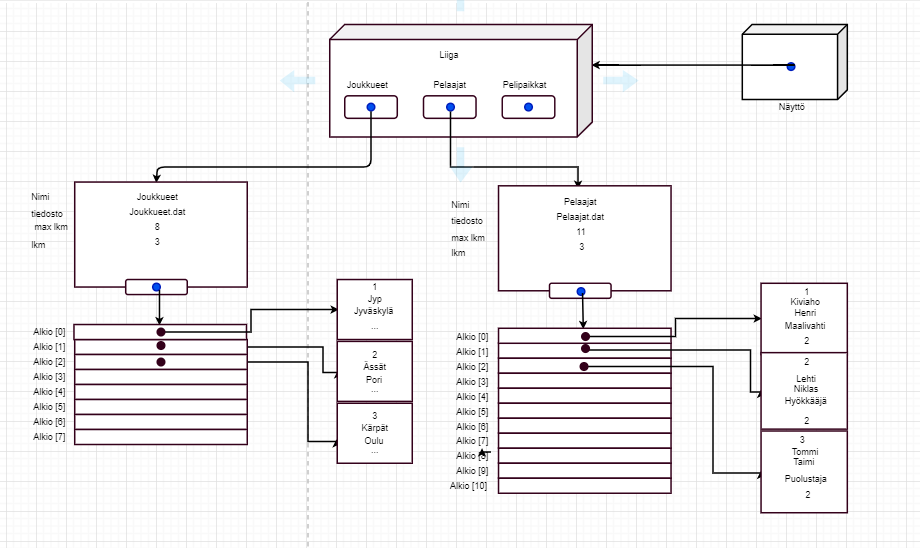 Liiga
Joukkueet
Pelaajat
Pelipaikkat
Näyttö
Nimi
tiedosto
max lkm
lkm
Joukkueet
Joukkueet.dat
8
3
Nimi
tiedosto
max lkm
lkm
Pelaajat
Pelaajat.dat
11
3
Alkio [0]
Alkio [1]
Alkio [2]
Alkio [3]
Alkio [4]
Alkio [5]
Alkio [6]
Alkio [7]
1
Jyp
Jyväskylä
...
2
Ässät
Pori
...
3
Kärpät
Oulu
...
Alkio [0]
Alkio [1]
Alkio [2]
Alkio [3]
Alkio [4]
Alkio [5]
Alkio [6]
Alkio [7]
Alkio [8]
Alkio [9]
Alkio [10]
1
Kiviaho
Henri
Maalivahti
2
2
Lehti
Niklas
Hyökkääjä
2
3
Tommi
Taimi
Puolustaja
2